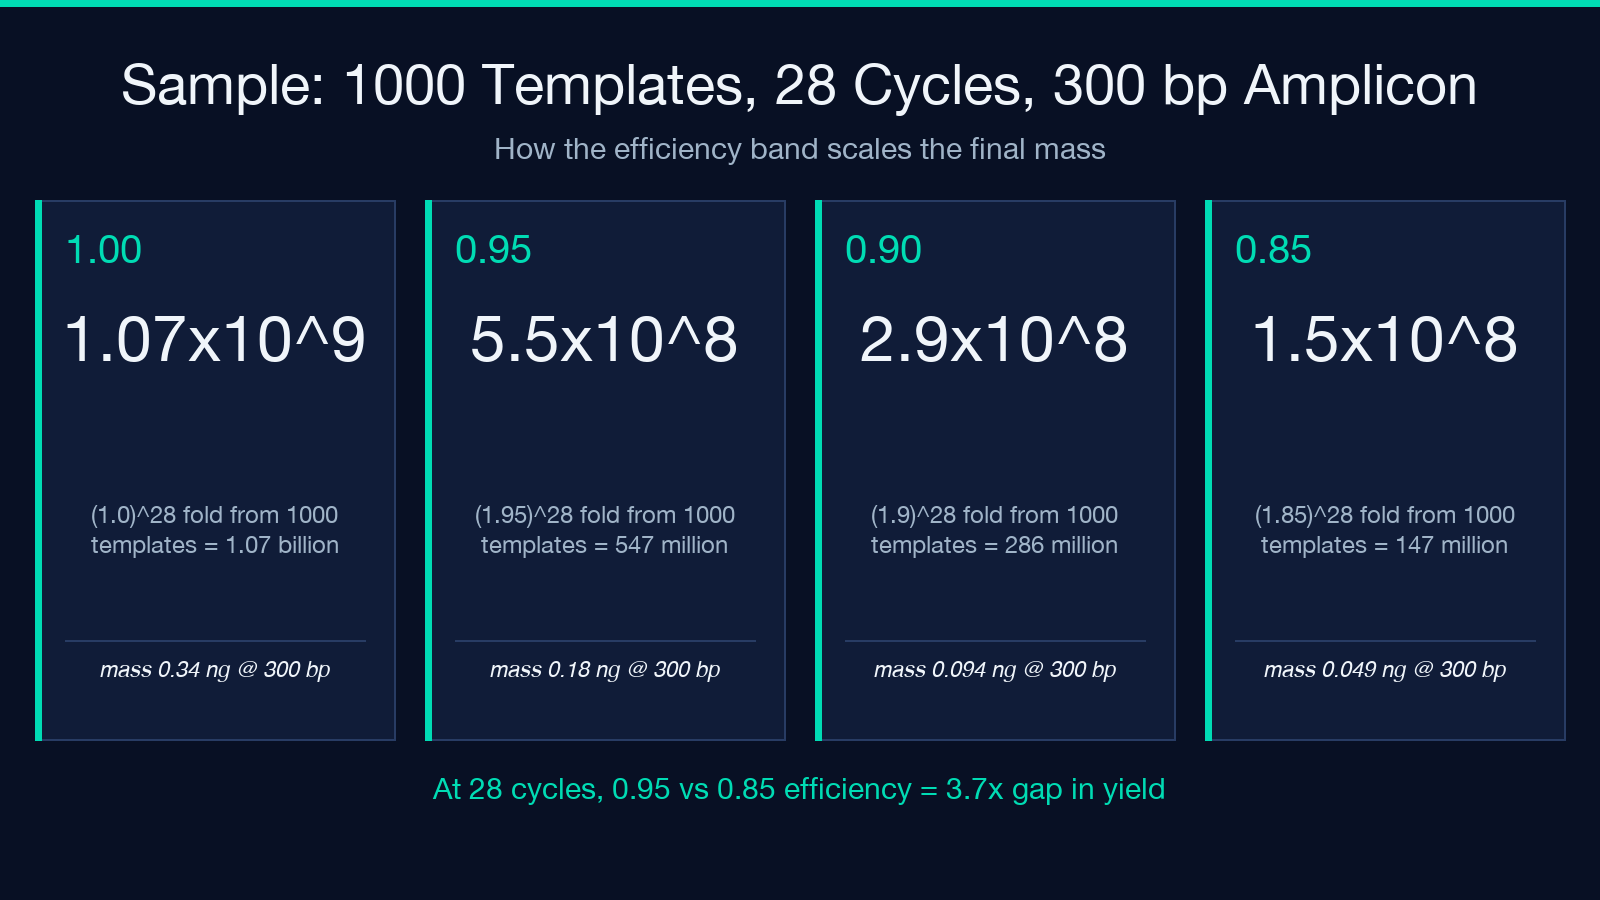 Sample: 1000 Templates, 28 Cycles, 300 bp Amplicon
How the efficiency band scales the final mass
1.00
1.07x10^9
(1.0)^28 fold from 1000
templates = 1.07 billion
mass 0.34 ng @ 300 bp
0.95
5.5x10^8
(1.95)^28 fold from 1000
templates = 547 million
mass 0.18 ng @ 300 bp
0.90
2.9x10^8
(1.9)^28 fold from 1000
templates = 286 million
mass 0.094 ng @ 300 bp
0.85
1.5x10^8
(1.85)^28 fold from 1000
templates = 147 million
mass 0.049 ng @ 300 bp
At 28 cycles, 0.95 vs 0.85 efficiency = 3.7x gap in yield